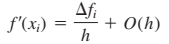 f'(xᵢ) = Δfᵢ/h + O(h)